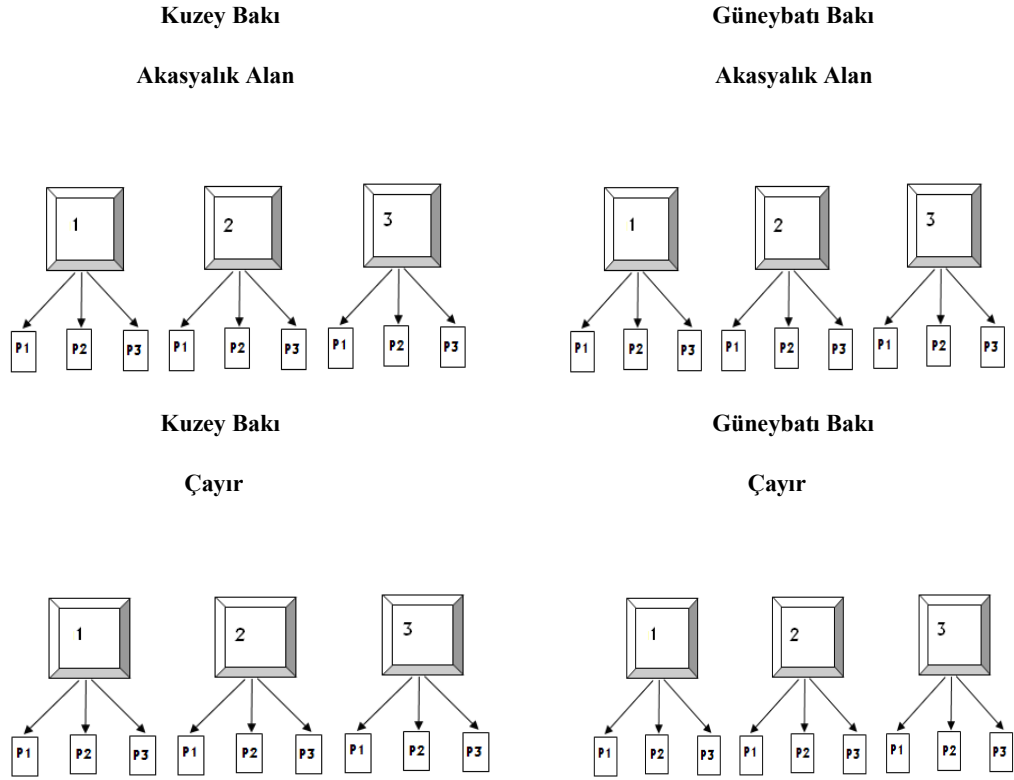 Kuzey Bakı
Güneybatı Bakı
Akasyalık Alan
Akasyalık Alan
1 2 3 1 2 3
P1 P2 P3 P1 P2 P3 P1 P2 P3 P1 P2 P3 P1 P2 P3 P1 P2 P3
Kuzey Bakı
Güneybatı Bakı
Çayır
Çayır
1 2 3 1 2 3
P1 P2 P3 P1 P2 P3 P1 P2 P3 P1 P2 P3 P1 P2 P3 P1 P2 P3